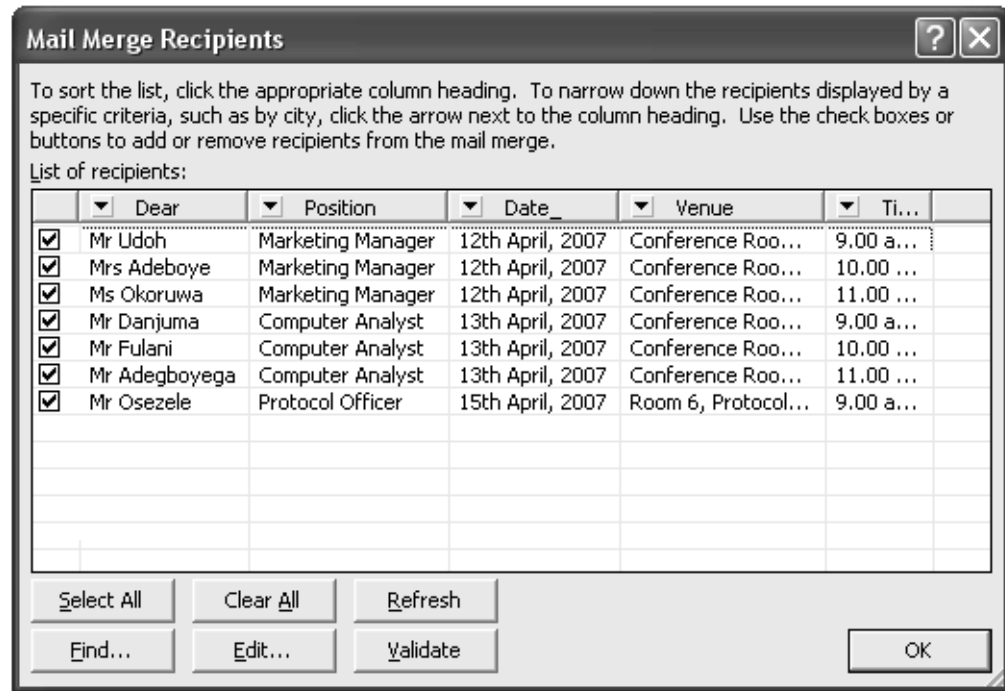 Mail Merge Recipients
To sort the list, click the appropriate column heading. To narrow down the recipients displayed by a
specific criteria, such as by city, click the arrow next to the column heading. Use the check boxes or
buttons to add or remove recipients from the mail merge.
List of recipients:
Dear Position Date_ Venue Ti...
Mr Udoh Marketing Manager 12th April, 2007 Conference Roo... 9.00 a...
Mrs Adeboye Marketing Manager 12th April, 2007 Conference Roo... 10.00 ...
Ms Okoruwa Marketing Manager 12th April, 2007 Conference Roo... 11.00 ...
Mr Danjuma Computer Analyst 13th April, 2007 Conference Roo... 9.00 a...
Mr Fulani Computer Analyst 13th April, 2007 Conference Roo... 10.00 ...
Mr Adegboyega Computer Analyst 13th April, 2007 Conference Roo... 11.00 ...
Mr Osezele Protocol Officer 15th April, 2007 Room 6, Protocol... 9.00 a...
Select All Clear All Refresh
Find... Edit... Validate OK